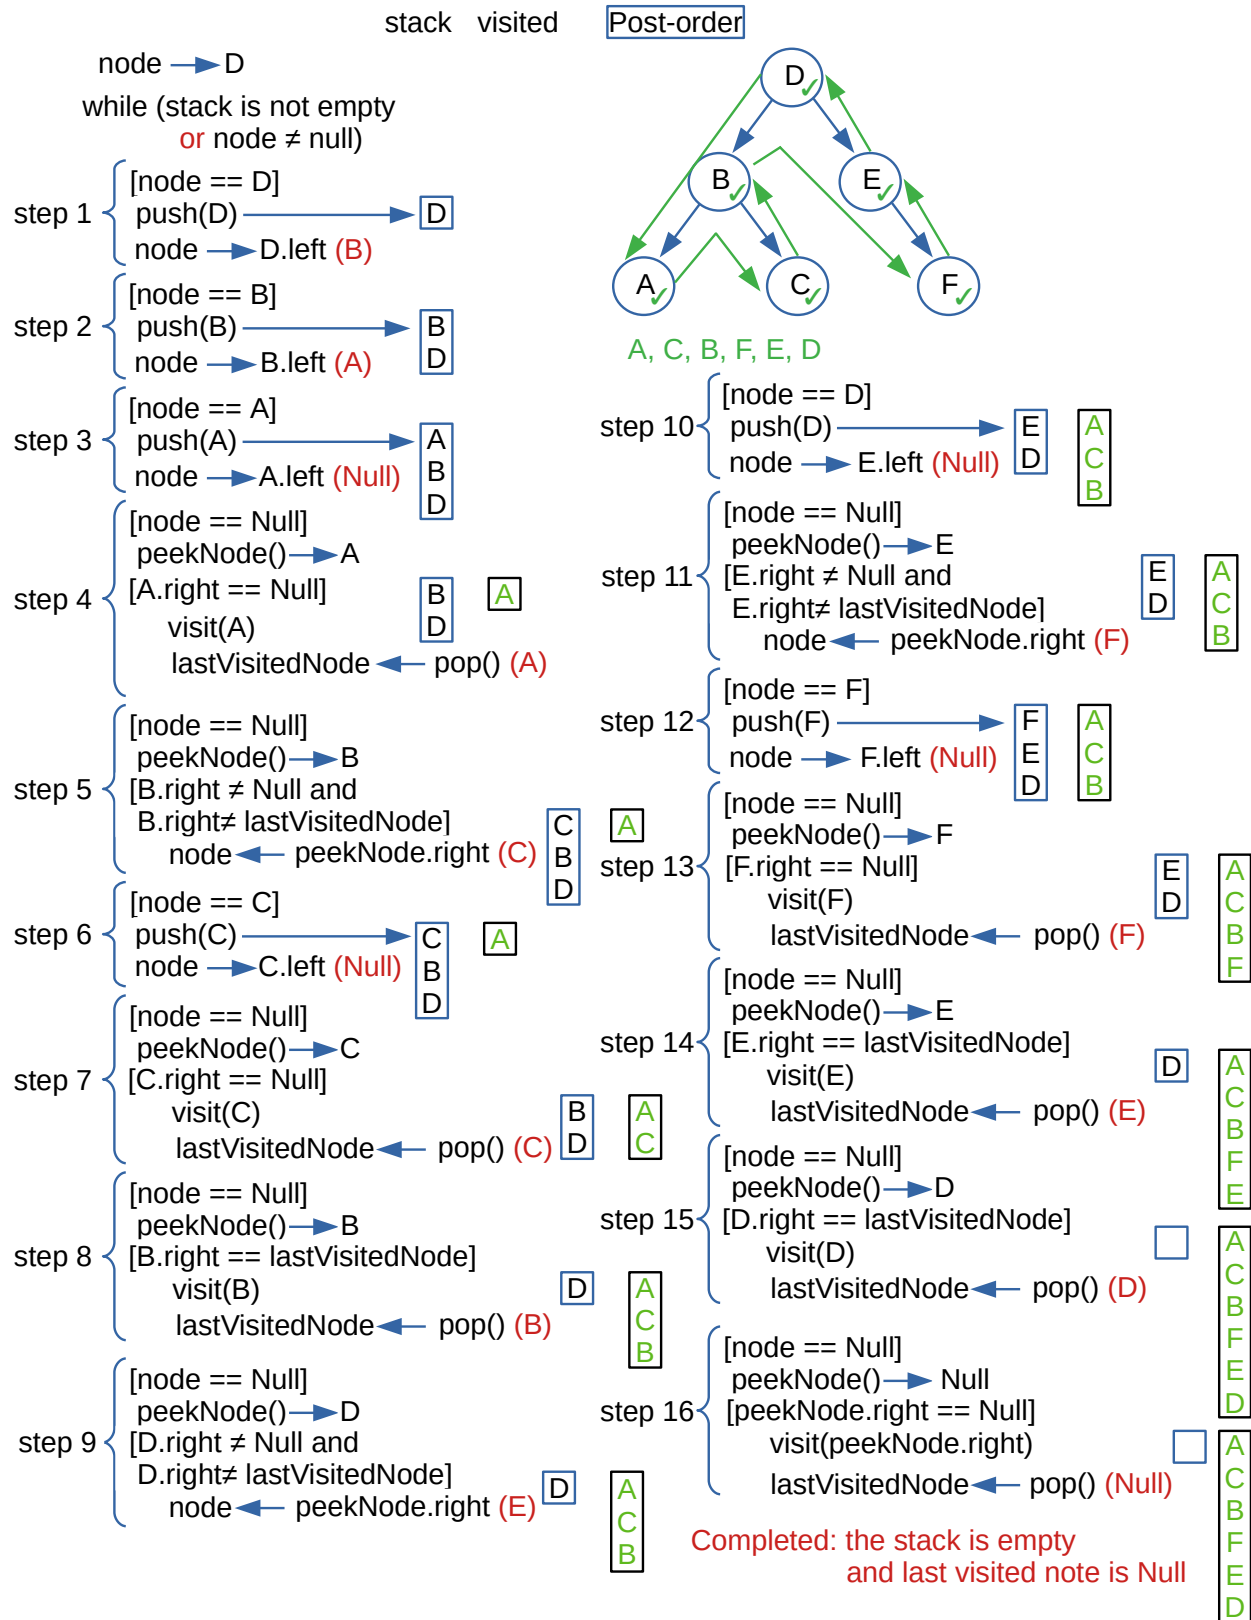 stack visited Post-order
node D
while (stack is not empty
or node ≠ null)
step 1
[node == D]
push(D) D
node D.left (B)
step 2
[node == B]
push(B) B
node B.left (A) D
step 3
[node == A]
push(A) A
B
node A.left (Null) D
step 4
[node == Null]
peekNode() A
[A.right == Null] B A
visit(A) D
lastVisitedNode pop() (A)
step 5
[node == Null]
peekNode() B
[B.right ≠ Null and
B.right≠ lastVisitedNode] C A
node peekNode.right (C) B
D
step 6
[node == C]
push(C) C A
node C.left (Null) B
D
step 7
[node == Null]
peekNode() C
[C.right == Null]
visit(C) B A
lastVisitedNode pop() (C) D C
step 8
[node == Null]
peekNode() B
[B.right == lastVisitedNode]
visit(B) D A
lastVisitedNode pop() (B) C
B
step 9
[node == Null]
peekNode() D
[D.right ≠ Null and
D.right≠ lastVisitedNode] D A
node peekNode.right (E) C
B
D
B E
A C F
A, C, B, F, E, D
step 10
[node == D]
push(D) E A
node E.left (Null) D C
B
step 11
[node == Null]
peekNode() E
[E.right ≠ Null and E A
E.right≠ lastVisitedNode] D C
node peekNode.right (F) B
step 12
[node == F]
push(F) F A
node F.left (Null) E C
D B
step 13
[node == Null]
peekNode() F
[F.right == Null] E A
visit(F) D C
lastVisitedNode pop() (F) B
F
step 14
[node == Null]
peekNode() E
[E.right == lastVisitedNode]
visit(E) D A
lastVisitedNode pop() (E) C
B
F
E
step 15
[node == Null]
peekNode() D
[D.right == lastVisitedNode]
visit(D) A
lastVisitedNode pop() (D) C
B
F
E
D
step 16
[node == Null]
peekNode() Null
[peekNode.right == Null]
visit(peekNode.right) A
lastVisitedNode pop() (Null) C
B
F
E
D
Completed: the stack is empty
and last visited note is Null